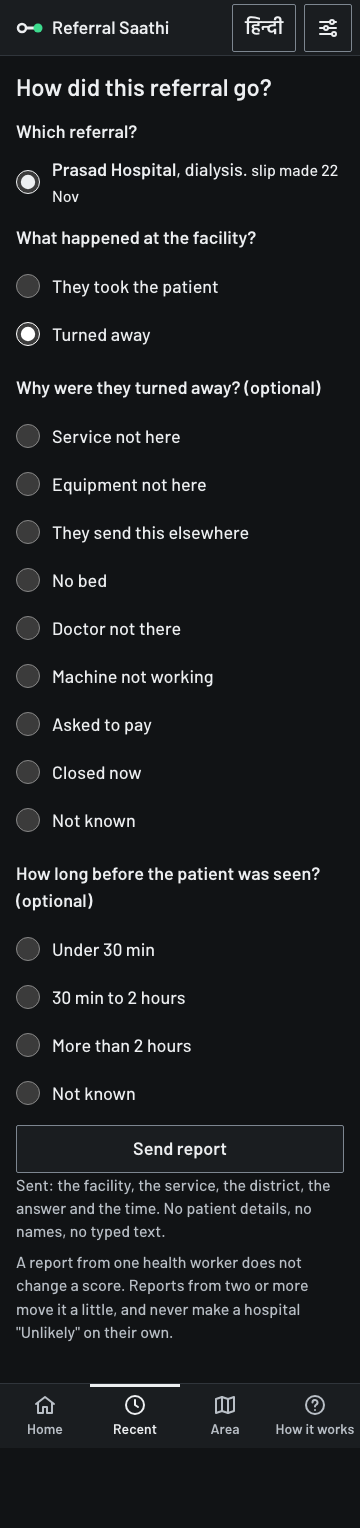 Referral Saathi
हिन्दी
How did this referral go?
Which referral?
Prasad Hospital, dialysis. slip made 22
Nov
What happened at the facility?
They took the patient
Turned away
Why were they turned away? (optional)
Service not here
Equipment not here
They send this elsewhere
No bed
Doctor not there
Machine not working
Asked to pay
Closed now
Not known
How long before the patient was seen?
(optional)
Under 30 min
30 min to 2 hours
More than 2 hours
Not known
Send report
Sent: the facility, the service, the district, the
answer and the time. No patient details, no
names, no typed text.
A report from one health worker does not
change a score. Reports from two or more
move it a little, and never make a hospital
"Unlikely" on their own.
Home
Recent
Area
How it works